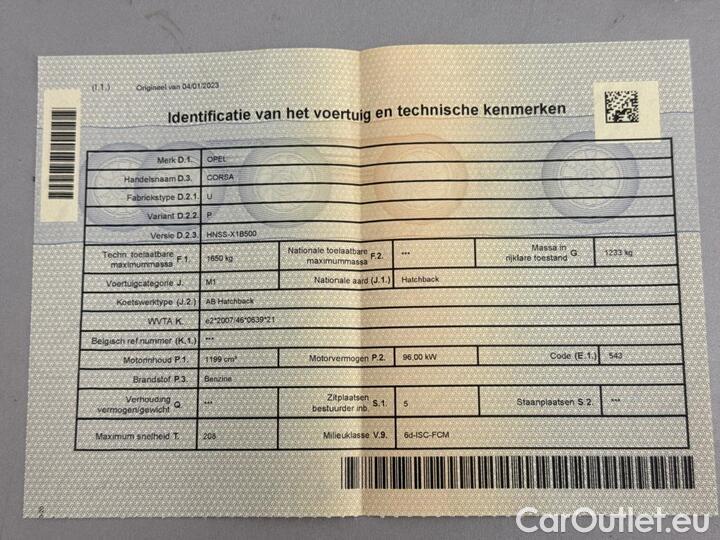 (I.1.) Origineel van 04/01/2023
Identificatie van het voertuig en technische kenmerken
Merk D.1. OPEL
Handelsnaam D.3. CORSA
Fabriekstype D.2.1. U
Variant D.2.2. P
Versie D.2.3. HNSS-X1B500
Techn. toelaatbare maximummassa F.1. 1650 kg Nationale toelaatbare maximummassa F.2. *** Massa in rijklare toestand G 1233 kg
Voertuigcategorie J. M1 Nationale aard (J.1.) Hatchback
Koetswerktype (J.2.) AB Hatchback
WVTA K. e2*2007/46*0639*21
Belgisch ref.nummer (K.1.) ***
Motorinhoud P.1. 1199 cm³ Motorvermogen P.2. 96,00 kW Code (E.1.) 543
Brandstof P.3. Benzine
Verhouding vermogen/gewicht Q *** Zitplaatsen bestuurder inb. S.1. 5 Staanplaatsen S.2. ***
Maximum snelheid T. 208 Milieuklasse V.9. 6d-ISC-FCM
CarOutlet.eu